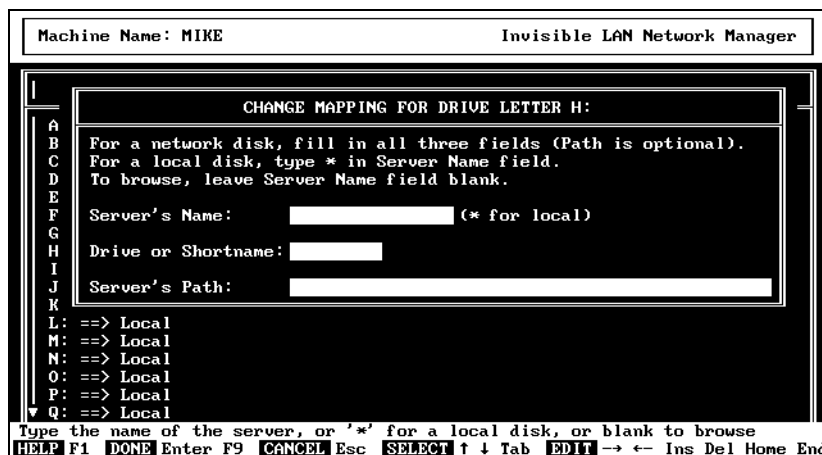 Machine Name: MIKE Invisible LAN Network Manager
CHANGE MAPPING FOR DRIVE LETTER H:
A
B For a network disk, fill in all three fields (Path is optional).
C For a local disk, type * in Server Name field.
D To browse, leave Server Name field blank.
E
F Server's Name: (* for local)
G
H Drive or Shortname:
I
J Server's Path:
K
L: ==> Local
M: ==> Local
N: ==> Local
O: ==> Local
P: ==> Local
▼ Q: ==> Local
Type the name of the server, or '*' for a local disk, or blank to browse
HELP F1 DONE Enter F9 CANCEL Esc SELECT ↑ ↓ Tab EDIT → ← Ins Del Home End